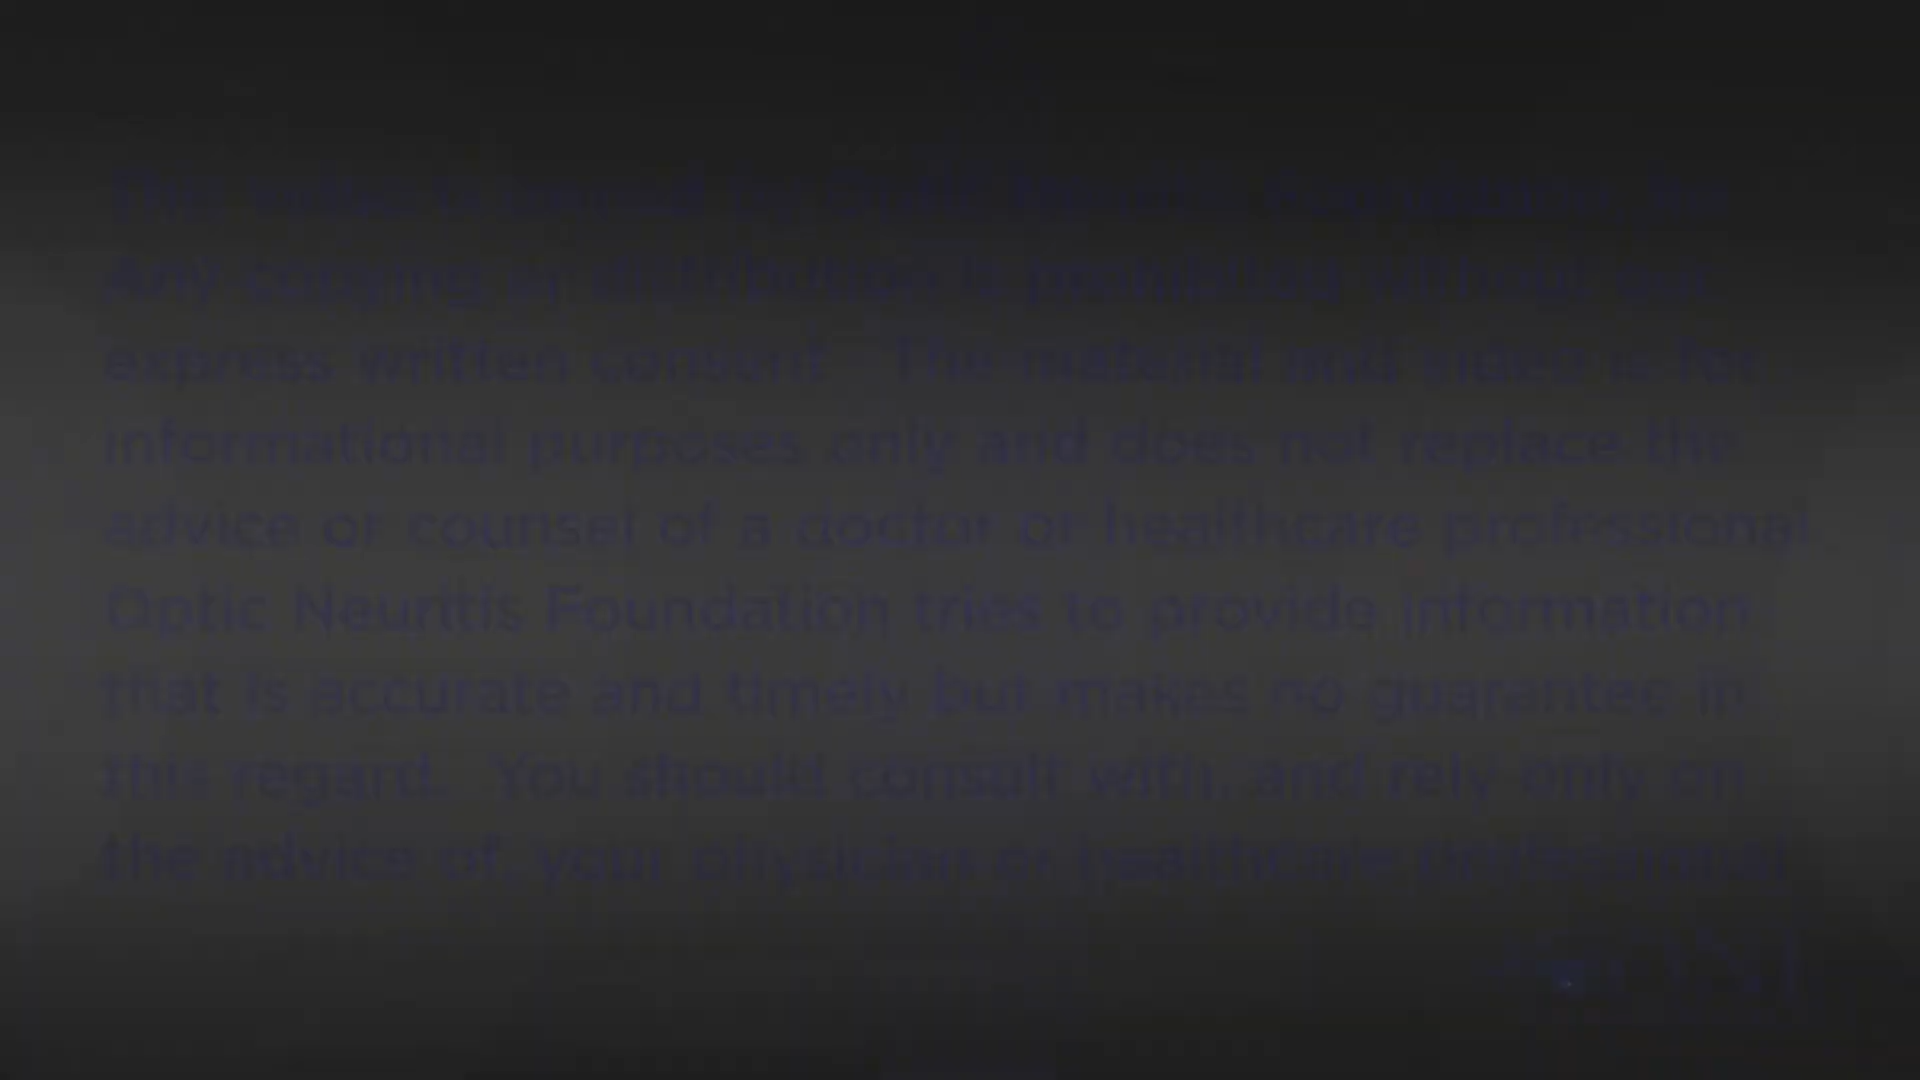 This video is owned by Optic Neuritis Foundation, Inc.
Any copying or distribution is prohibited without our
express written consent. The material and video is for
informational purposes only and does not replace the
advice or counsel of a doctor or healthcare professional.
Optic Neuritis Foundation tries to provide information
that is accurate and timely but makes no guarantee in
this regard. You should consult with, and rely only on
the advice of, your physician or healthcare professional.